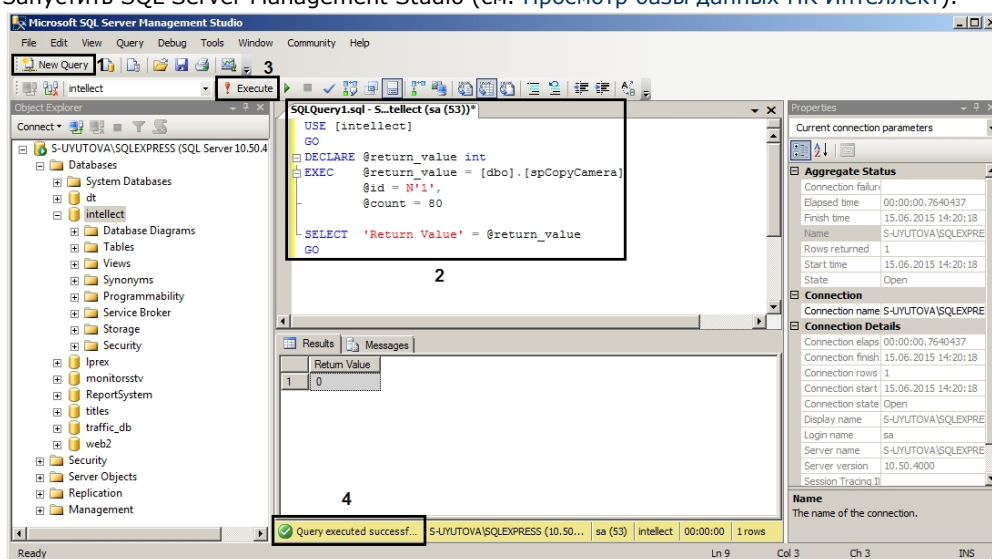 Запустить SQL Server Management Studio (см. Просмотр базы данных ПК Интеллект).
Microsoft SQL Server Management Studio
File Edit View Query Debug Tools Window Community Help
New Query 1
3
intellect Execute
Object Explorer
Connect
S-UYUTOVA\SQLEXPRESS (SQL Server 10.50.4
Databases
System Databases
dt
intellect
Database Diagrams
Tables
Views
Synonyms
Programmability
Service Broker
Storage
Security
lprex
monitorsstv
ReportSystem
titles
traffic_db
web2
Security
Server Objects
Replication
Management
SQLQuery1.sql - S...tellect (sa (53))*
USE [intellect]
GO
DECLARE @return_value int
EXEC @return_value = [dbo].[spCopyCamera]
@id = N'1',
@count = 80
SELECT 'Return Value' = @return_value
GO
2
Results Messages
Return Value
1 0
4
Query executed successf... S-UYUTOVA\SQLEXPRESS (10.50... sa (53) intellect 00:00:00 1 rows
Properties
Current connection parameters
Aggregate Status
Connection failur
Elapsed time 00:00:00.7640437
Finish time 15.06.2015 14:20:18
Name S-UYUTOVA\SQLEXPRE
Rows returned 1
Start time 15.06.2015 14:20:18
State Open
Connection
Connection name S-UYUTOVA\SQLEXPRE
Connection Details
Connection elaps 00:00:00.7640437
Connection finish 15.06.2015 14:20:18
Connection rows 1
Connection start 15.06.2015 14:20:18
Connection state Open
Display name S-UYUTOVA\SQLEXPRE
Login name sa
Server name S-UYUTOVA\SQLEXPRE
Server version 10.50.4000
Session Tracing I
Name
The name of the connection.
Ready Ln 9 Col 3 Ch 3 INS